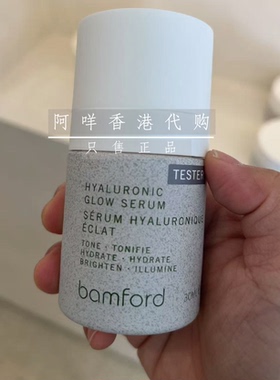 阿咩香港代购
只售正品
TESTER
HYALURONIC
GLOW SERUM
SÉRUM HYALURONIQUE
ÉCLAT
TONE · TONIFIE
HYDRATE · HYDRATE
BRIGHTEN · ILLUMINE
bamford